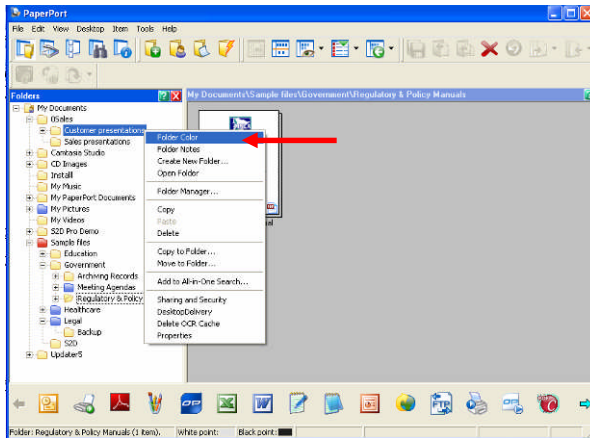 PaperPort
File Edit View Desktop Item Tools Help
Folders
My Documents\Sample files\Government\Regulatory & Policy Manuals
My Documents
()Sales
Customer presentations
Sales presentations
Camtasia Studio
CD Images
Install
My Music
My PaperPort Documents
My Pictures
My Videos
S2D Pro Demo
Sample files
Education
Government
Archiving Records
Meeting Agendas
Regulatory & Policy
Healthcare
Legal
Backup
S2D
Updater5
Folder Color
Folder Notes
Create New Folder...
Open Folder
Folder Manager...
Copy
Paste
Delete
Copy to Folder...
Move to Folder...
Add to All-in-One Search...
Sharing and Security
DesktopDelivery
Delete OCR Cache
Properties
OP
FTP
Folder: Regulatory & Policy Manuals (1 item).
White point:
Black point: